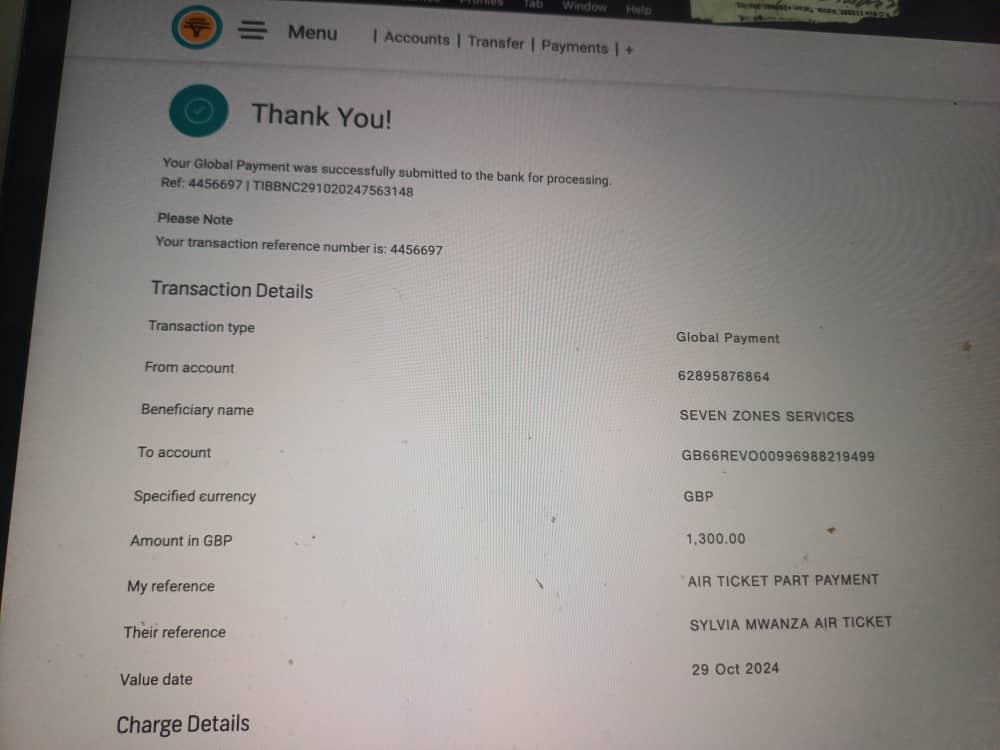 Tab Window Help
Menu | Accounts | Transfer | Payments | +
Thank You!
Your Global Payment was successfully submitted to the bank for processing.
Ref: 4456697 | TIBBNC291020247563148
Please Note
Your transaction reference number is: 4456697
Transaction Details
Transaction type Global Payment
From account 62895876864
Beneficiary name SEVEN ZONES SERVICES
To account GB66REVO00996988219499
Specified currency GBP
Amount in GBP 1,300.00
My reference AIR TICKET PART PAYMENT
Their reference SYLVIA MWANZA AIR TICKET
Value date 29 Oct 2024
Charge Details